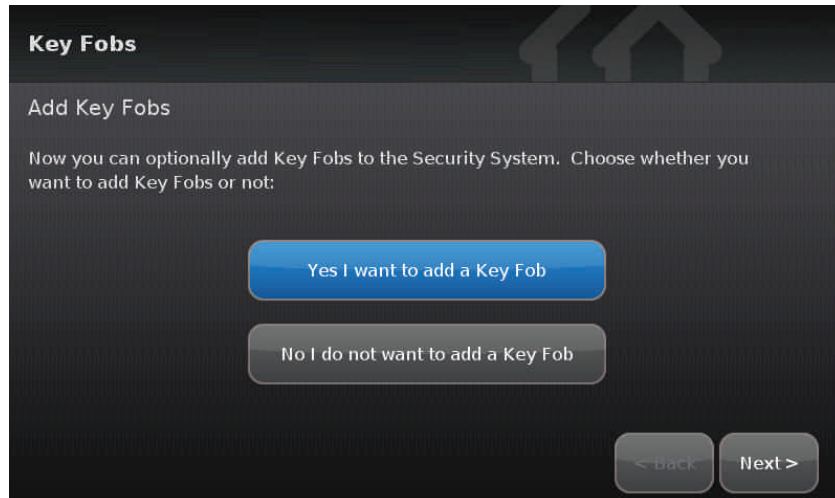 Key Fobs
Add Key Fobs
Now you can optionally add Key Fobs to the Security System.  Choose whether you
want to add Key Fobs or not:
Yes I want to add a Key Fob
No I do not want to add a Key Fob
< Back
Next >